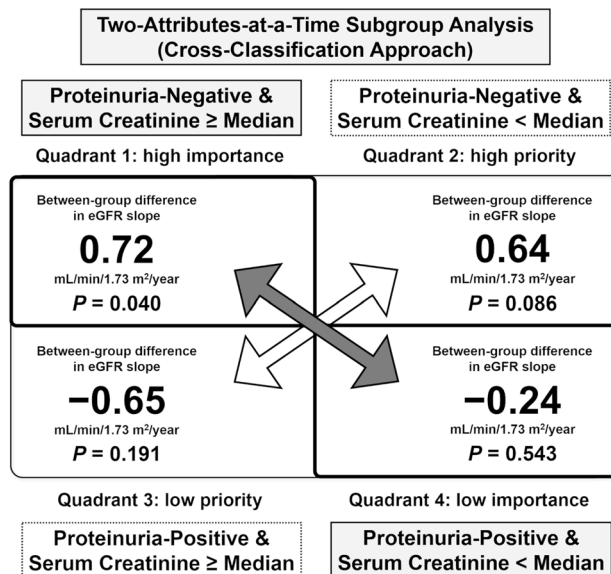 Two-Attributes-at-a-Time Subgroup Analysis
(Cross-Classification Approach)
Proteinuria-Negative &
Serum Creatinine ≥ Median
Proteinuria-Negative &
Serum Creatinine < Median
Quadrant 1: high importance
Quadrant 2: high priority
Between-group difference
in eGFR slope
0.72
mL/min/1.73 m²/year
P = 0.040
Between-group difference
in eGFR slope
0.64
mL/min/1.73 m²/year
P = 0.086
Between-group difference
in eGFR slope
−0.65
mL/min/1.73 m²/year
P = 0.191
Between-group difference
in eGFR slope
−0.24
mL/min/1.73 m²/year
P = 0.543
Quadrant 3: low priority
Quadrant 4: low importance
Proteinuria-Positive &
Serum Creatinine ≥ Median
Proteinuria-Positive &
Serum Creatinine < Median